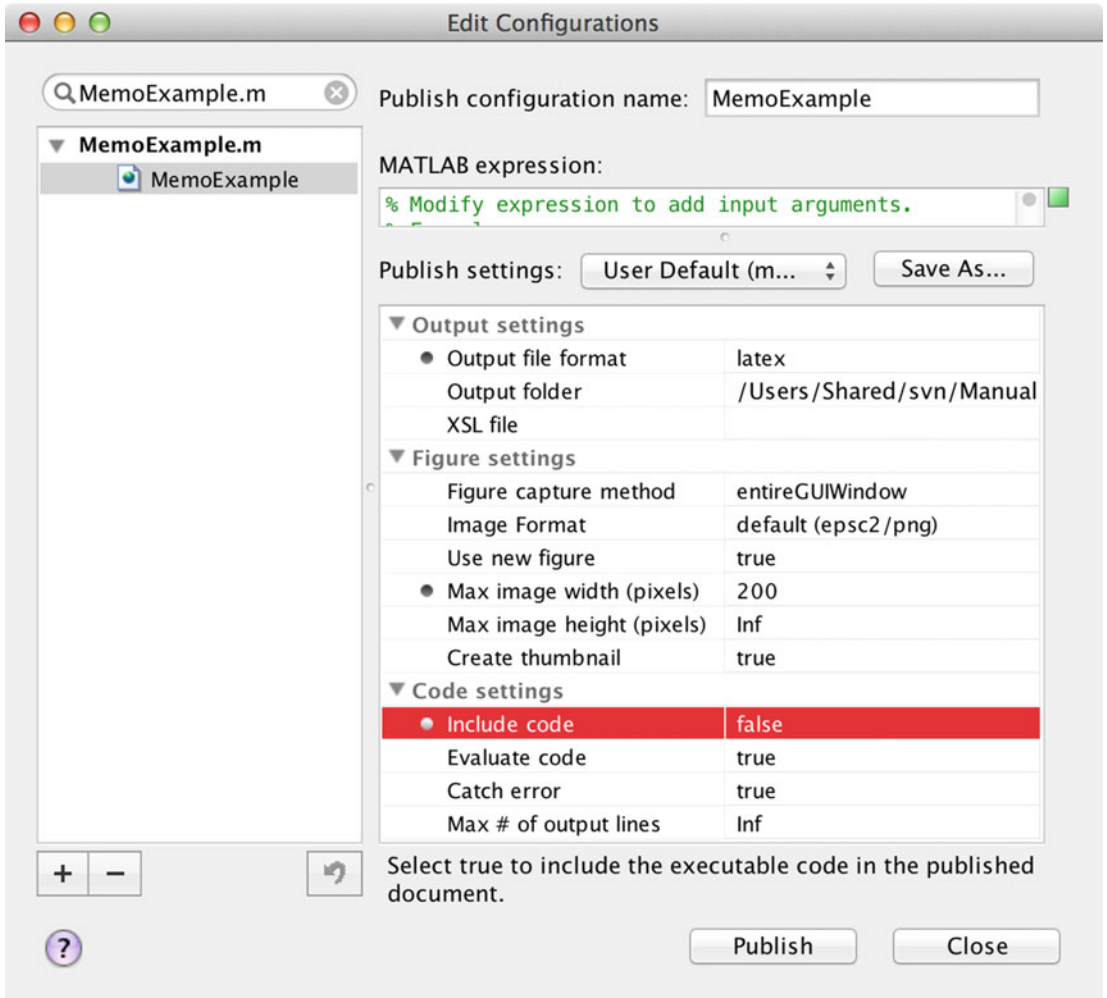 Edit Configurations
MemoExample.m
MemoExample.m
MemoExample
Publish configuration name: MemoExample
MATLAB expression:
% Modify expression to add input arguments.
Publish settings: User Default (m... Save As...
Output settings
Output file format latex
Output folder /Users/Shared/svn/Manual
XSL file
Figure settings
Figure capture method entireGUIWindow
Image Format default (epsc2/png)
Use new figure true
Max image width (pixels) 200
Max image height (pixels) Inf
Create thumbnail true
Code settings
Include code false
Evaluate code true
Catch error true
Max # of output lines Inf
+ −
Select true to include the executable code in the published
document.
?
Publish Close